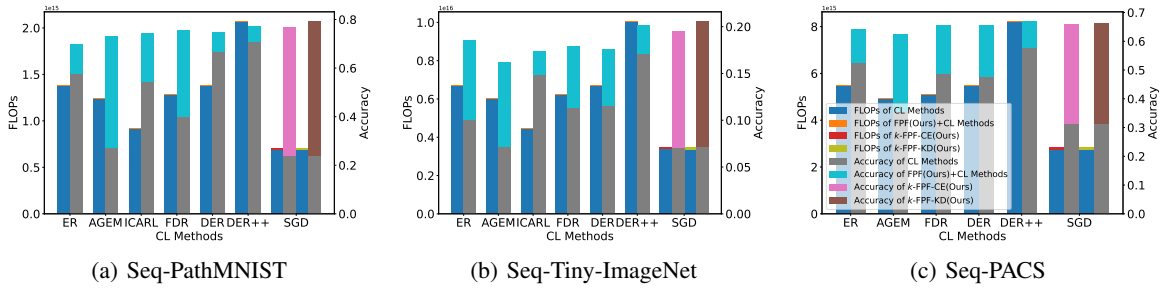 1e15
2.0
1.5
1.0
0.5
0.0
FLOPs
0.8
0.6
0.4
0.2
0.0
Accuracy
ER AGEM ICARL FDR DER DER++ SGD
CL Methods
(a) Seq-PathMNIST
1e16
1.0
0.8
0.6
0.4
0.2
0.0
FLOPs
0.20
0.15
0.10
0.05
0.00
Accuracy
ER AGEM ICARL FDR DER DER++ SGD
CL Methods
(b) Seq-Tiny-ImageNet
1e15
8
6
4
2
0
FLOPs
FLOPs of CL Methods
FLOPs of FPF(Ours)+CL Methods
FLOPs of k-FPF-CE(Ours)
FLOPs of k-FPF-KD(Ours)
Accuracy of CL Methods
Accuracy of FPF(Ours)+CL Methods
Accuracy of k-FPF-CE(Ours)
Accuracy of k-FPF-KD(Ours)
0.7
0.6
0.5
0.4
0.3
0.2
0.1
0.0
Accuracy
ER AGEM FDR DER DER++ SGD
CL Methods
(c) Seq-PACS